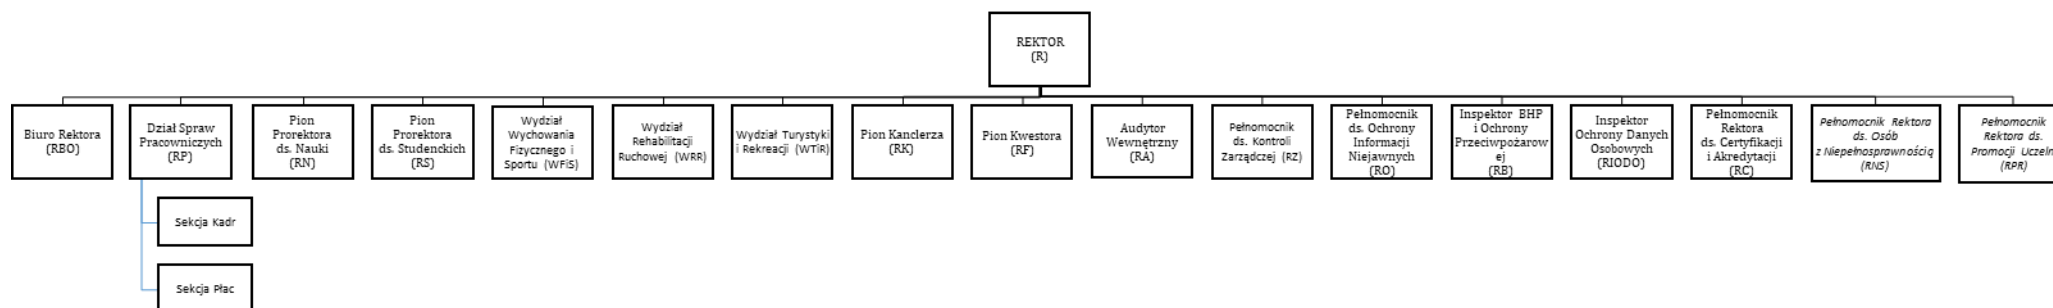 REKTOR
(R)
Biuro Rektora
(RBO)
Dział Spraw
Pracowniczych
(RP)
Pion
Prorektora
ds. Nauki
(RN)
Pion
Prorektora
ds. Studenckich
(RS)
Wydział
Wychowania
Fizycznego i
Sportu (WFiS)
Wydział
Rehabilitacji
Ruchowej (WRR)
Wydział Turystyki
i Rekreacji (WTiR)
Pion Kanclerza
(RK)
Pion Kwestora
(RF)
Audytor
Wewnętrzny
(RA)
Pełnomocnik
ds. Kontroli
Zarządczej (RZ)
Pełnomocnik
ds. Ochrony
Informacji
Niejawnych
(RO)
Inspektor BHP
i Ochrony
Przeciwpożarow
ej
(RB)
Inspektor
Ochrony Danych
Osobowych
(RIODO)
Pełnomocnik
Rektora
ds. Certyfikacji
i Akredytacji
(RC)
Pełnomocnik Rektora
ds. Osób
z Niepełnosprawnością
(RNS)
Pełnomocnik
Rektora ds.
Promocji Uczeln
(RPR)
Sekcja Kadr
Sekcja Płac